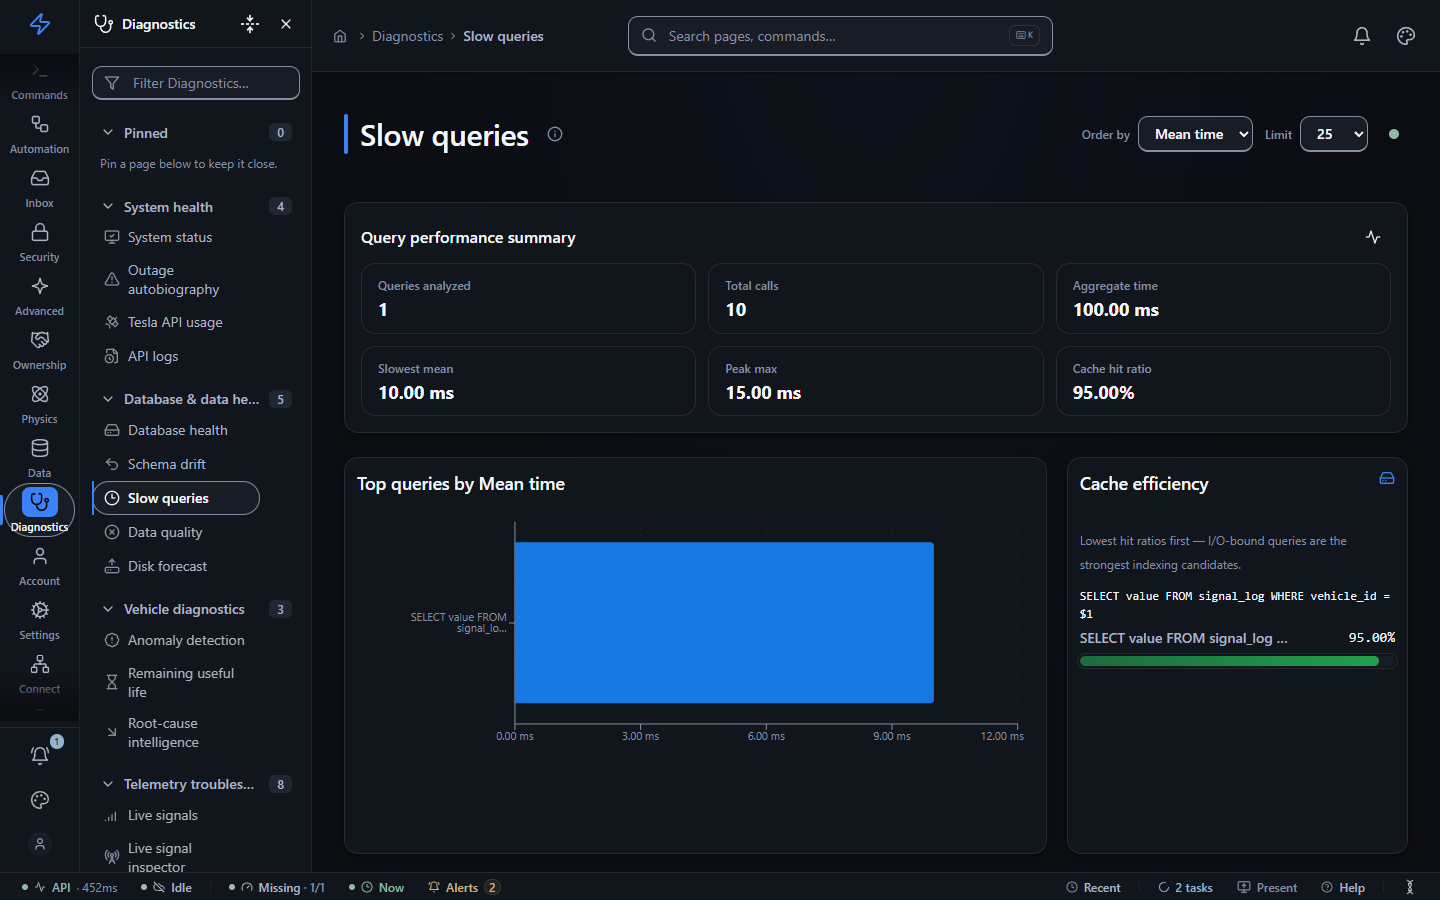 Commands
Automation
Inbox
Security
Advanced
Ownership
Physics
Data
Diagnostics
Account
Settings
Connect
1
Diagnostics
Filter Diagnostics...
Pinned 0
Pin a page below to keep it close.
System health 4
System status
Outage
autobiography
Tesla API usage
API logs
Database & data he... 5
Database health
Schema drift
Slow queries
Data quality
Disk forecast
Vehicle diagnostics 3
Anomaly detection
Remaining useful
life
Root-cause
intelligence
Telemetry troubles... 8
Live signals
Live signal
inspector
Diagnostics Slow queries
Search pages, commands... K
Slow queries
Order by Mean time Limit 25
Query performance summary
Queries analyzed
1
Total calls
10
Aggregate time
100.00 ms
Slowest mean
10.00 ms
Peak max
15.00 ms
Cache hit ratio
95.00%
Top queries by Mean time
SELECT value FROM
signal_lo...
0.00 ms 3.00 ms 6.00 ms 9.00 ms 12.00 ms
Cache efficiency
Lowest hit ratios first — I/O-bound queries are the
strongest indexing candidates.
SELECT value FROM signal_log WHERE vehicle_id =
$1
SELECT value FROM signal_log ... 95.00%
API · 452ms Idle Missing · 1/1 Now Alerts 2 Recent 2 tasks Present Help